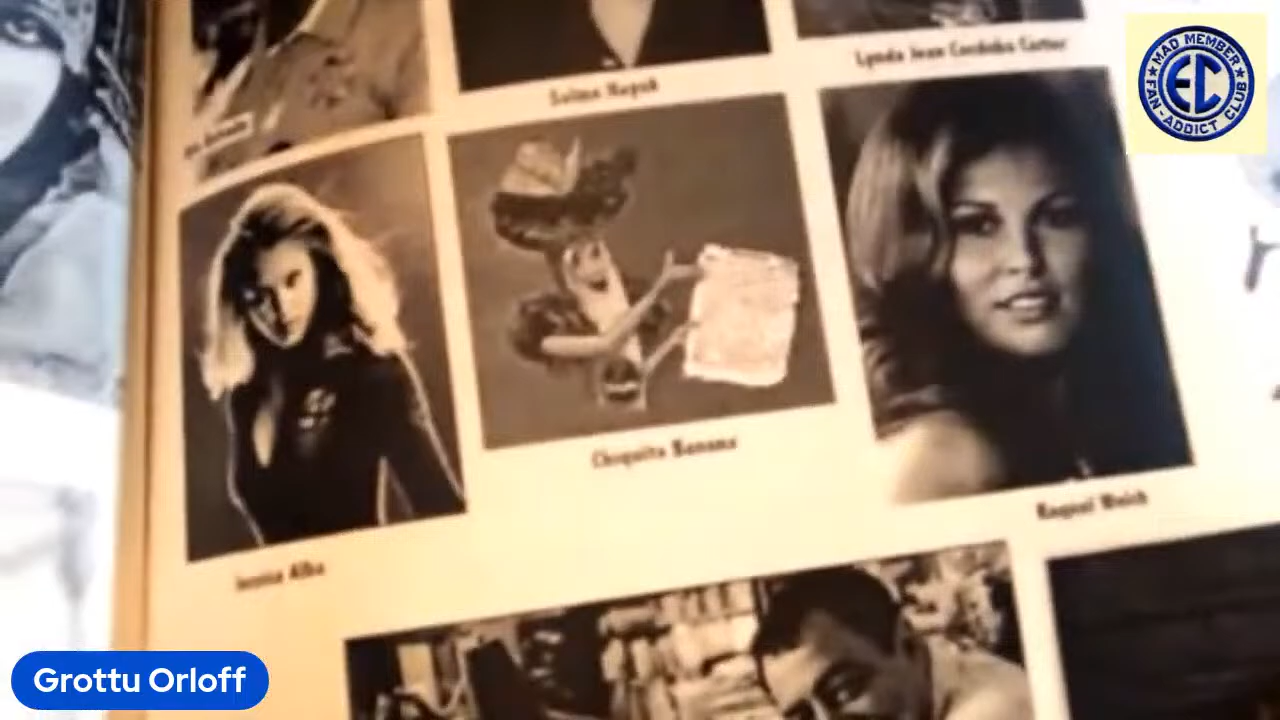 Salma Hayek
Lynda Jean Cordoba Carter
MAD MEMBER
EC
FAN-ADDICT CLUB
Jessica Alba
Chiquita Banana
Raquel Welch
Grottu Orloff